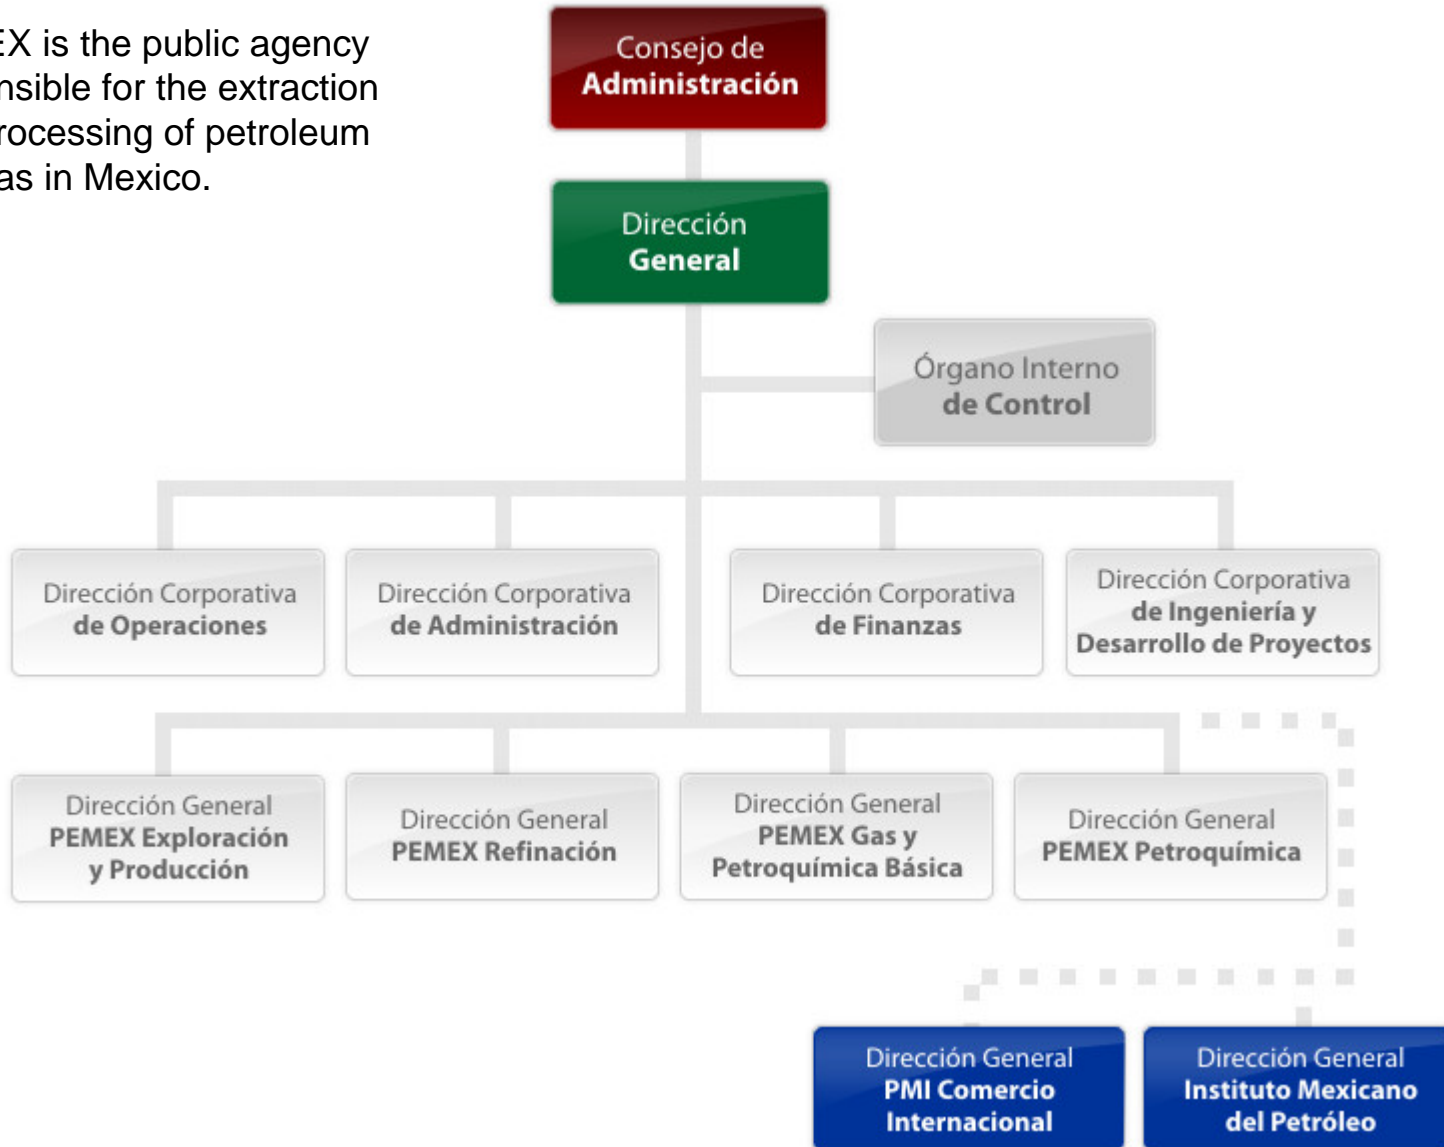 EX is the public agency
nsible for the extraction
rocessing of petroleum
as in Mexico.
Consejo de
Administración
Dirección
General
Órgano Interno
de Control
Dirección Corporativa
de Operaciones
Dirección Corporativa
de Administración
Dirección Corporativa
de Finanzas
Dirección Corporativa
de Ingeniería y
Desarrollo de Proyectos
Dirección General
PEMEX Exploración
y Producción
Dirección General
PEMEX Refinación
Dirección General
PEMEX Gas y
Petroquímica Básica
Dirección General
PEMEX Petroquímica
Dirección General
PMI Comercio
Internacional
Dirección General
Instituto Mexicano
del Petróleo